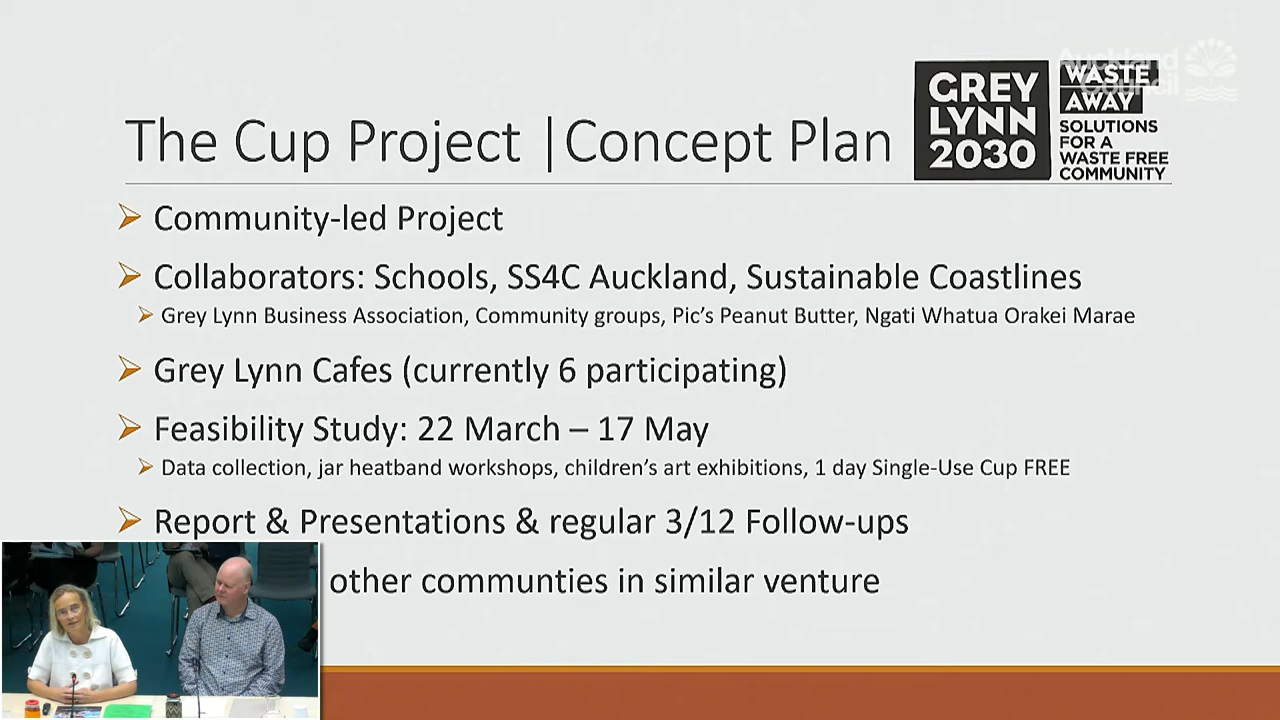 Auckland
Council
GREY
LYNN
2030
WASTE
AWAY
SOLUTIONS
FOR A
WASTE FREE
COMMUNITY
The Cup Project |Concept Plan
Community-led Project
Collaborators: Schools, SS4C Auckland, Sustainable Coastlines
Grey Lynn Business Association, Community groups, Pic's Peanut Butter, Ngati Whatua Orakei Marae
Grey Lynn Cafes (currently 6 participating)
Feasibility Study: 22 March – 17 May
Data collection, jar heatband workshops, children's art exhibitions, 1 day Single-Use Cup FREE
Report & Presentations & regular 3/12 Follow-ups
other communties in similar venture